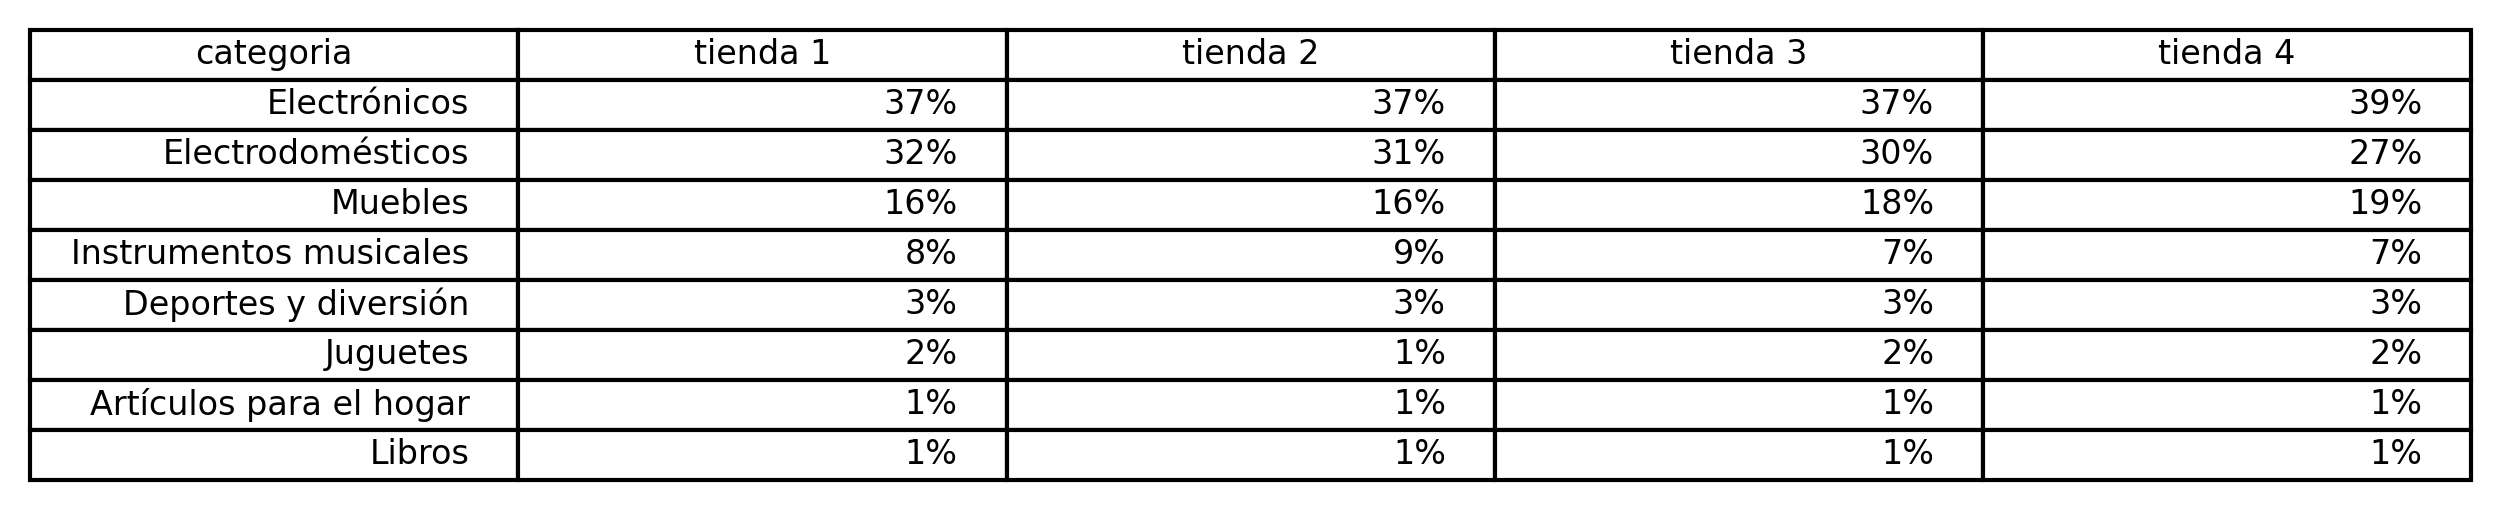 categoria tienda 1 tienda 2 tienda 3 tienda 4
Electrónicos 37% 37% 37% 39%
Electrodomésticos 32% 31% 30% 27%
Muebles 16% 16% 18% 19%
Instrumentos musicales 8% 9% 7% 7%
Deportes y diversión 3% 3% 3% 3%
Juguetes 2% 1% 2% 2%
Artículos para el hogar 1% 1% 1% 1%
Libros 1% 1% 1% 1%